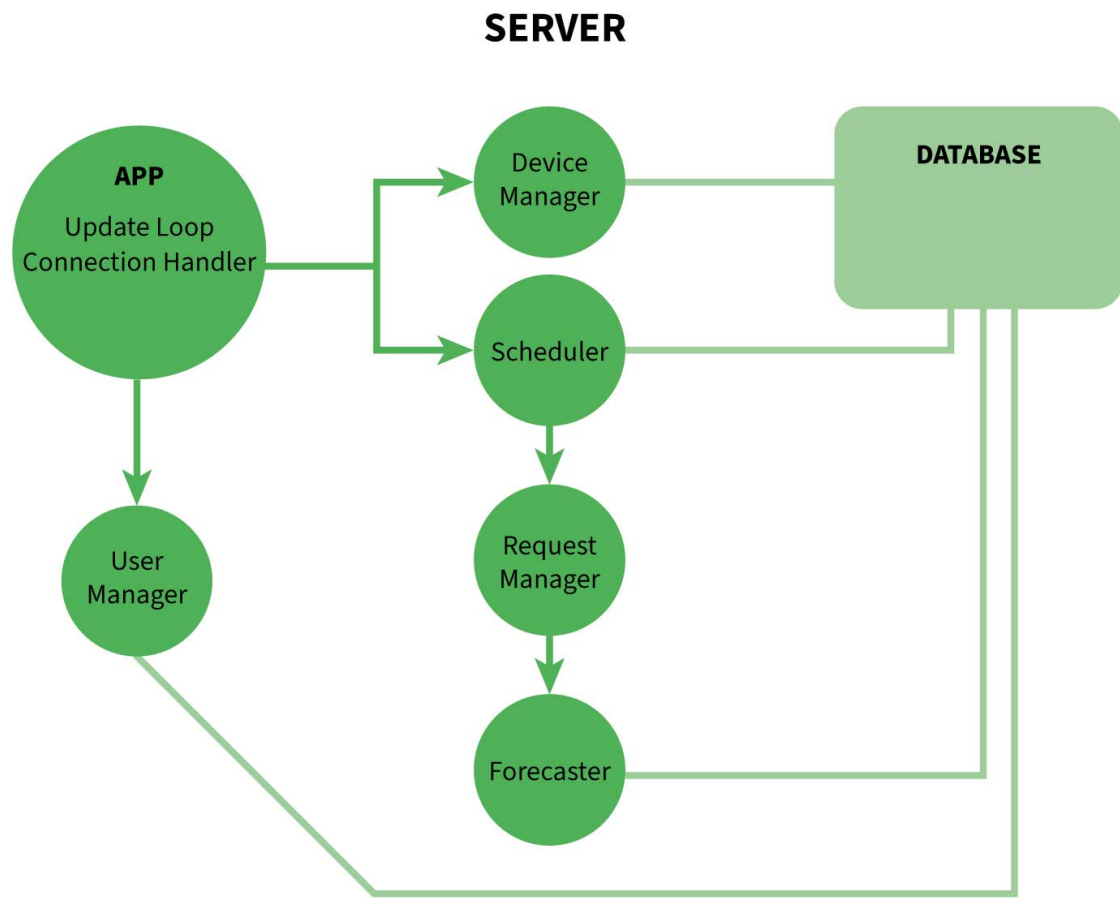 SERVER
APP
Update Loop
Connection Handler
Device
Manager
DATABASE
Scheduler
User
Manager
Request
Manager
Forecaster